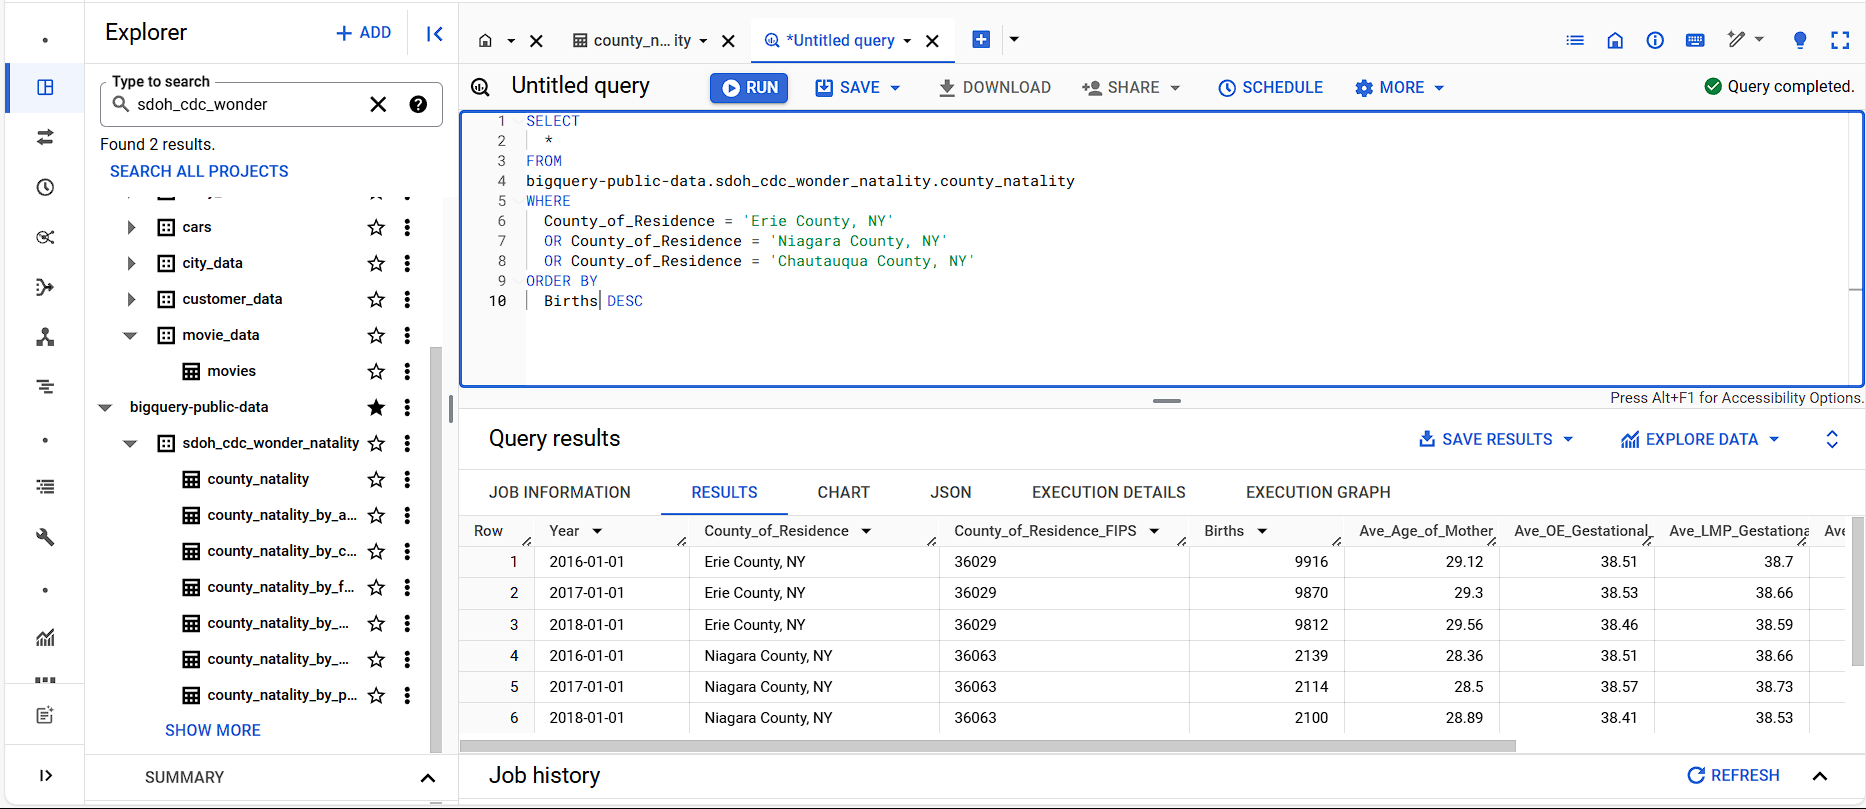 Explorer
ADD
Type to search
sdoh_cdc_wonder
Found 2 results.
SEARCH ALL PROJECTS
cars
city_data
customer_data
movie_data
movies
bigquery-public-data
sdoh_cdc_wonder_natality
county_natality
county_natality_by_a...
county_natality_by_c...
county_natality_by_f...
county_natality_by_...
county_natality_by_...
county_natality_by_p...
SHOW MORE
SUMMARY
county_n... ity
*Untitled query
Untitled query
RUN
SAVE
DOWNLOAD
SHARE
SCHEDULE
MORE
Query completed.
1 SELECT
2 *
3 FROM
4 bigquery-public-data.sdoh_cdc_wonder_natality.county_natality
5 WHERE
6 County_of_Residence = 'Erie County, NY'
7 OR County_of_Residence = 'Niagara County, NY'
8 OR County_of_Residence = 'Chautauqua County, NY'
9 ORDER BY
10 Births DESC
Press Alt+F1 for Accessibility Options.
Query results
SAVE RESULTS
EXPLORE DATA
JOB INFORMATION RESULTS CHART JSON EXECUTION DETAILS EXECUTION GRAPH
Row Year County_of_Residence County_of_Residence_FIPS Births Ave_Age_of_Mother Ave_OE_Gestational_ Ave_LMP_Gestationa Ave
1 2016-01-01 Erie County, NY 36029 9916 29.12 38.51 38.7
2 2017-01-01 Erie County, NY 36029 9870 29.3 38.53 38.66
3 2018-01-01 Erie County, NY 36029 9812 29.56 38.46 38.59
4 2016-01-01 Niagara County, NY 36063 2139 28.36 38.51 38.66
5 2017-01-01 Niagara County, NY 36063 2114 28.5 38.57 38.73
6 2018-01-01 Niagara County, NY 36063 2100 28.89 38.41 38.53
Job history
REFRESH